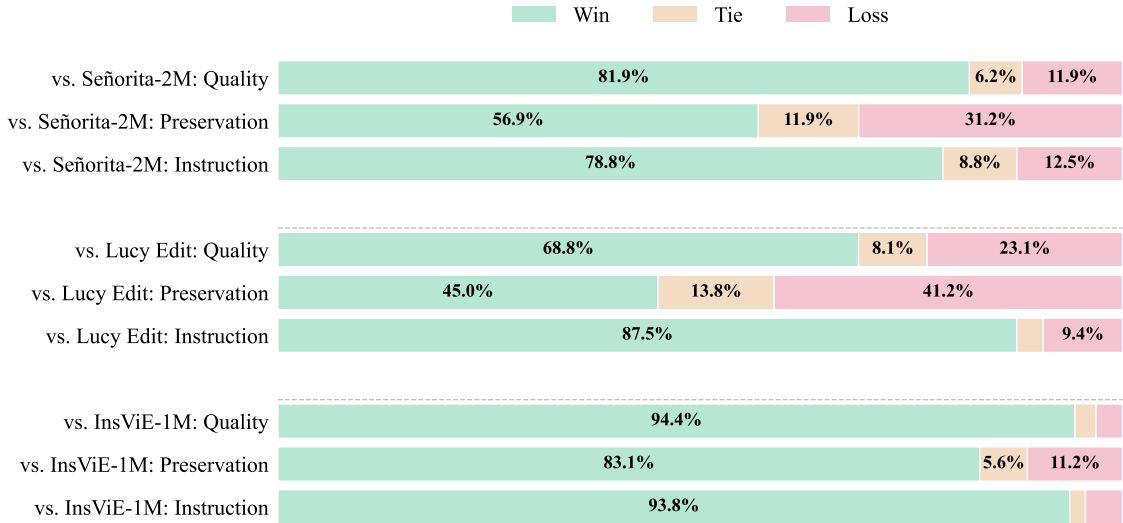 Win Tie Loss
vs. Señorita-2M: Quality 81.9% 6.2% 11.9%
vs. Señorita-2M: Preservation 56.9% 11.9% 31.2%
vs. Señorita-2M: Instruction 78.8% 8.8% 12.5%
vs. Lucy Edit: Quality 68.8% 8.1% 23.1%
vs. Lucy Edit: Preservation 45.0% 13.8% 41.2%
vs. Lucy Edit: Instruction 87.5% 9.4%
vs. InsViE-1M: Quality 94.4%
vs. InsViE-1M: Preservation 83.1% 5.6% 11.2%
vs. InsViE-1M: Instruction 93.8%